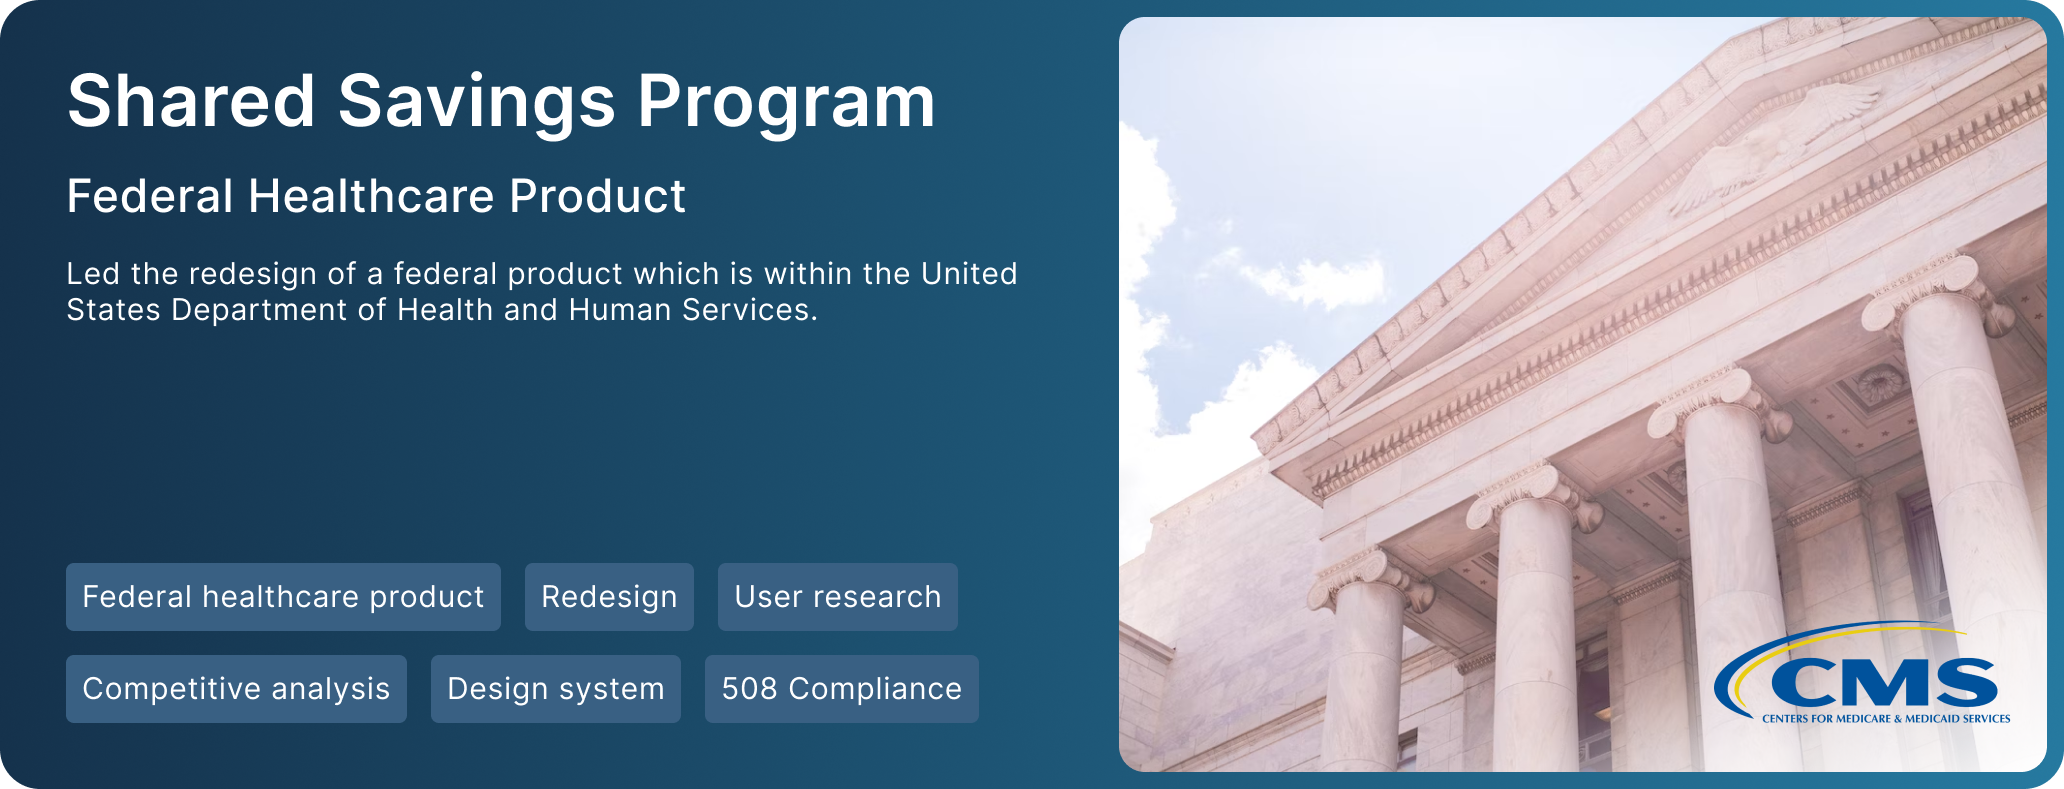 Shared Savings Program
Federal Healthcare Product
Led the redesign of a federal product which is within the United
States Department of Health and Human Services.
Federal healthcare product
Redesign
User research
Competitive analysis
Design system
508 Compliance
CMS
CENTERS FOR MEDICARE & MEDICAID SERVICES